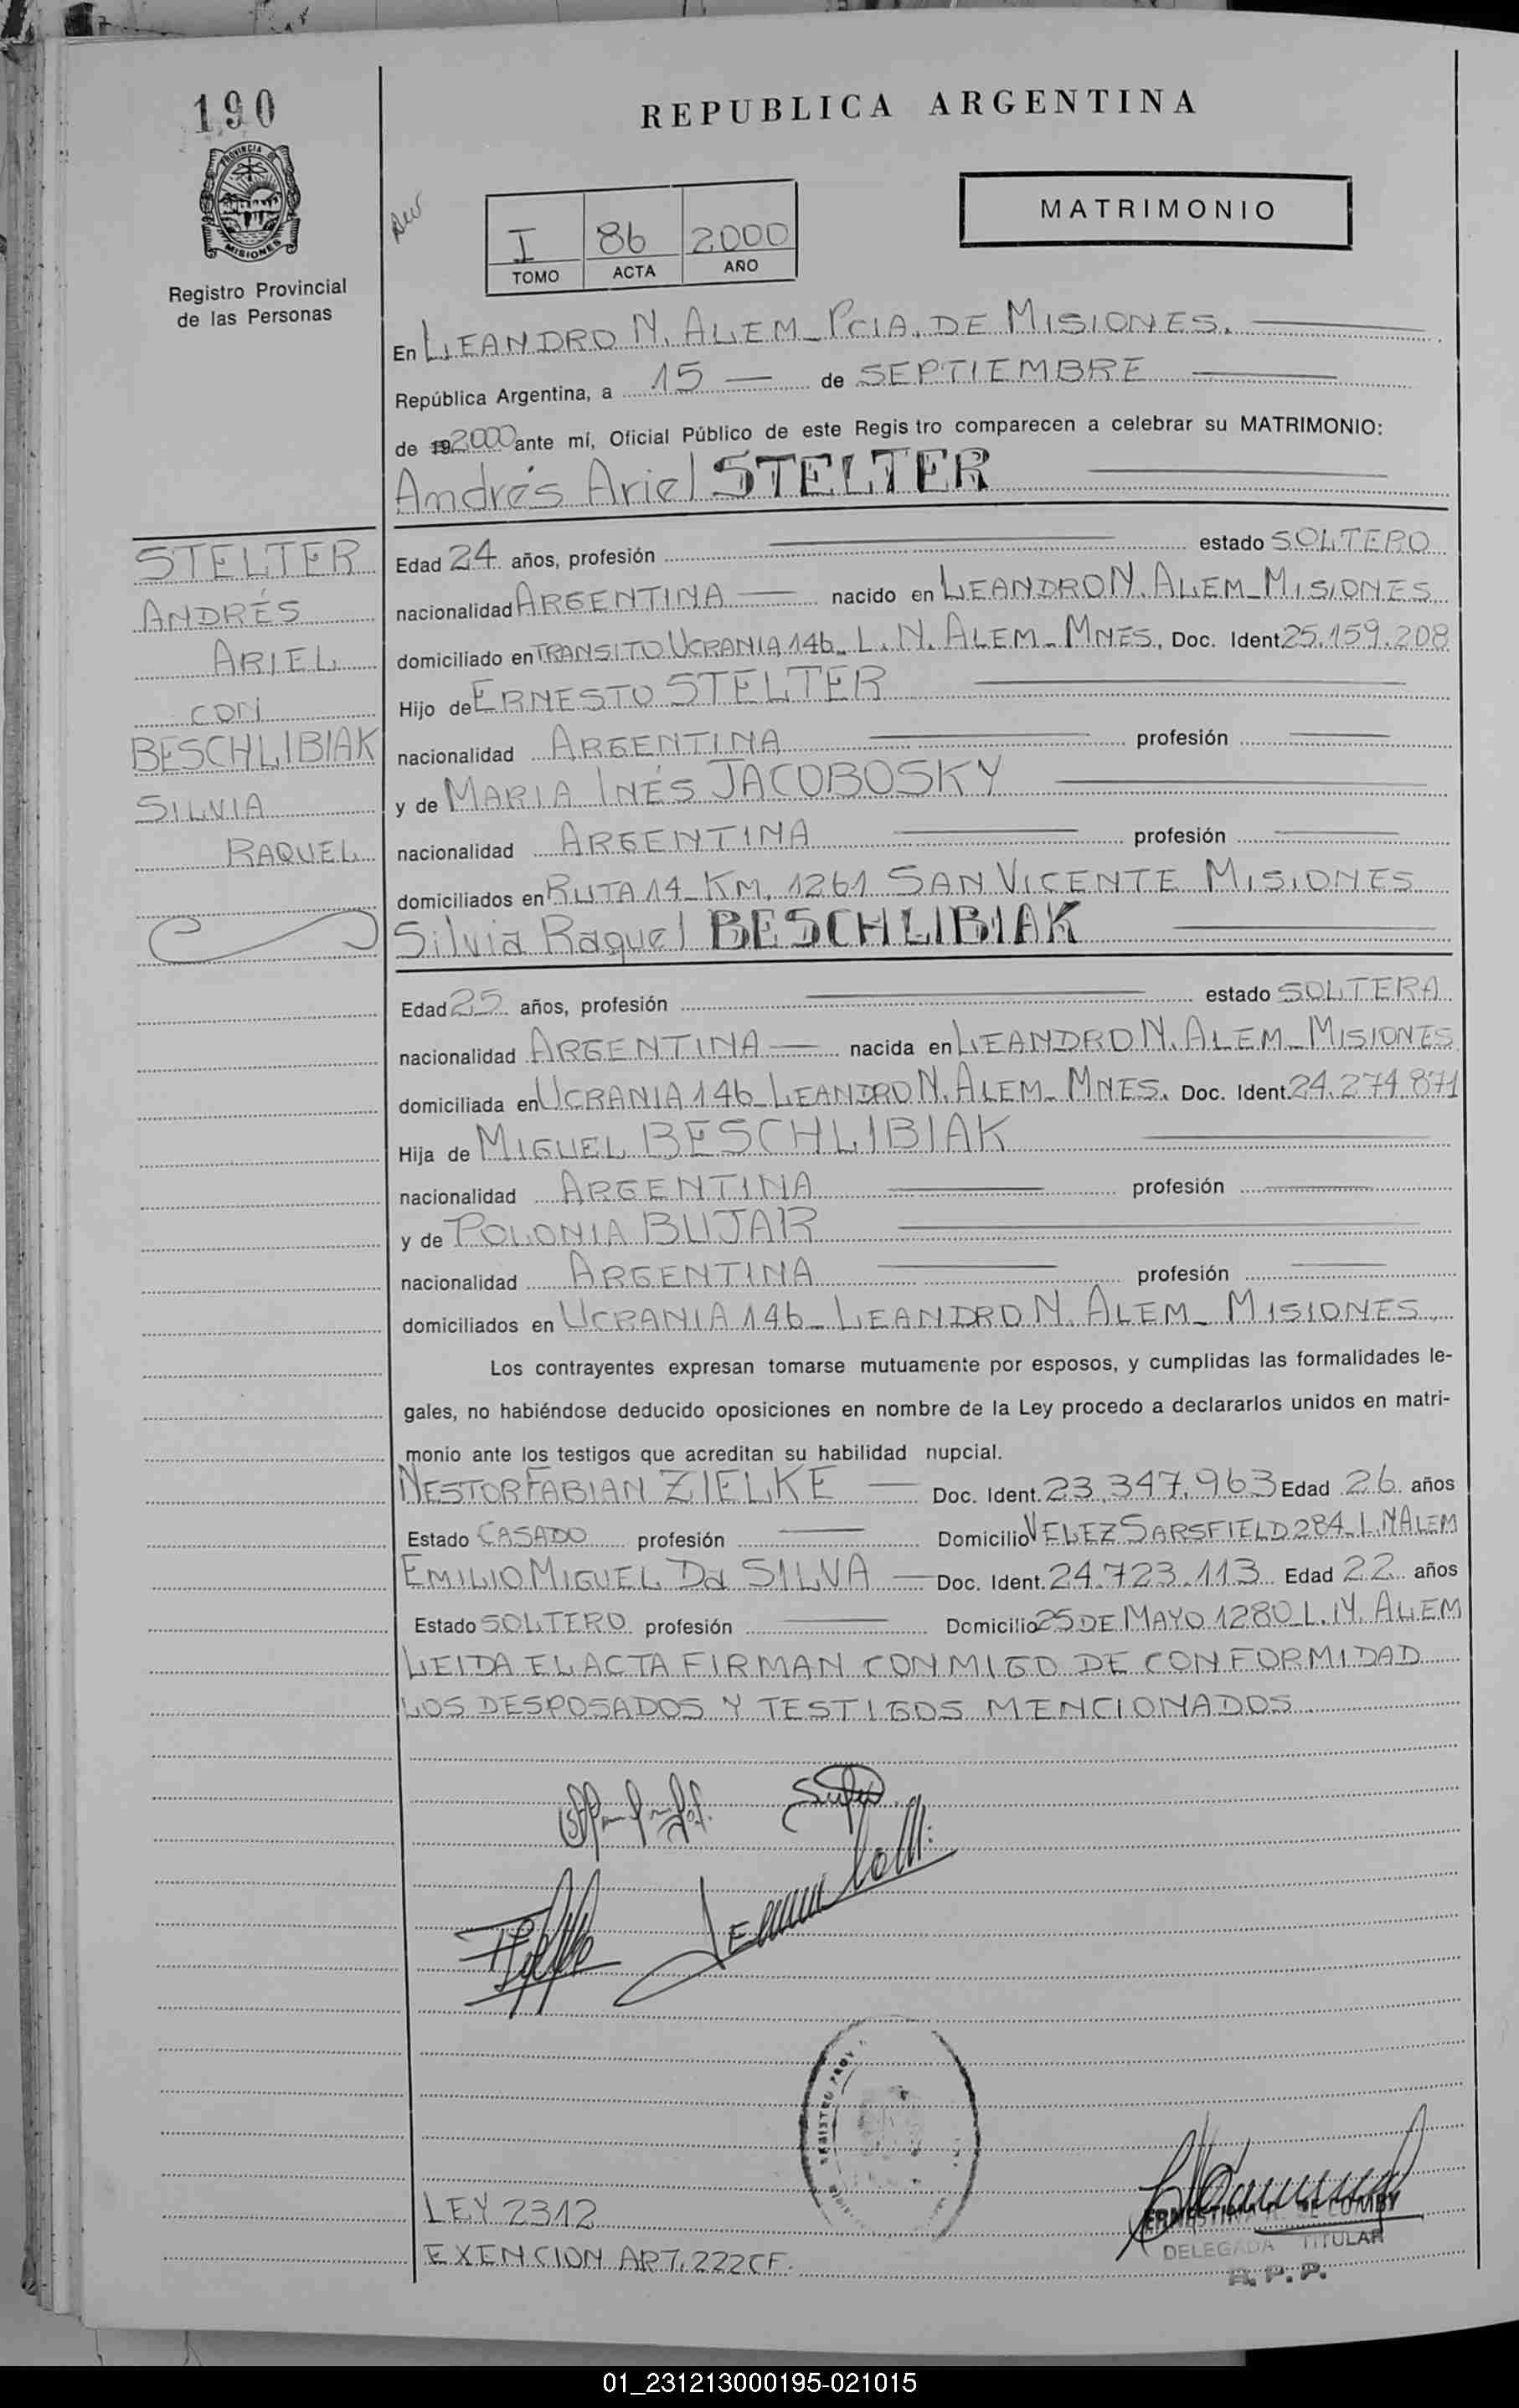 190
REPUBLICA ARGENTINA
PROVINCIA DE
MISIONES
Registro Provincial
de las Personas
MATRIMONIO
I 86 2000
TOMO ACTA AÑO
En LEANDRO N. ALEM - PCIA. DE MISIONES.
República Argentina, a 15 — de SEPTIEMBRE
de 192000 ante mí, Oficial Público de este Regis tro comparecen a celebrar su MATRIMONIO:
Andrés Ariel STELTER
STELTER
ANDRÉS
ARIEL
CON
BESCHLIBIAK
SILVIA
RAQUEL
Edad 24 años, profesión — estado SOLTERO
nacionalidad ARGENTINA — nacido en LEANDRO N. ALEM - MISIONES
domiciliado en TRANSITO UCRANIA 146 - L. N. ALEM - MNES., Doc. Ident. 25.159.208
Hijo de ERNESTO STELTER
nacionalidad ARGENTINA — profesión —
y de MARIA INÉS JACOBOSKY
nacionalidad ARGENTINA — profesión —
domiciliados en RUTA 14 - KM. 1261 SAN VICENTE MISIONES
Silvia Raquel BESCHLIBIAK
Edad 25 años, profesión — estado SOLTERA
nacionalidad ARGENTINA — nacida en LEANDRO N. ALEM - MISIONES
domiciliada en UCRANIA 146 - LEANDRO N. ALEM - MNES. Doc. Ident. 24.274.871
Hija de MIGUEL BESCHLIBIAK
nacionalidad ARGENTINA — profesión —
y de POLONIA BUJAR
nacionalidad ARGENTINA — profesión —
domiciliados en UCRANIA 146 - LEANDRO N. ALEM - MISIONES
Los contrayentes expresan tomarse mutuamente por esposos, y cumplidas las formalidades le-
gales, no habiéndose deducido oposiciones en nombre de la Ley procedo a declararlos unidos en matri-
monio ante los testigos que acreditan su habilidad nupcial.
NESTOR FABIAN ZIELKE — Doc. Ident. 23.347.963 Edad 26 años
Estado CASADO profesión — Domicilio VELEZ SARSFIELD 284 - L.N ALEM
EMILIO MIGUEL Da SILVA — Doc. Ident. 24.723.113 Edad 22 años
Estado SOLTERO profesión — Domicilio 25 DE MAYO 1280 - L. N. ALEM
LEIDA EL ACTA FIRMAN CONMIGO DE CONFORMIDAD
LOS DESPOSADOS Y TESTIGOS MENCIONADOS
REGISTRO PROV.
LEY 2312
EXENCION ART. 222 CF.
DE COMBY
DELEGADA TITULAR
R. P. P.
01_231213000195-021015